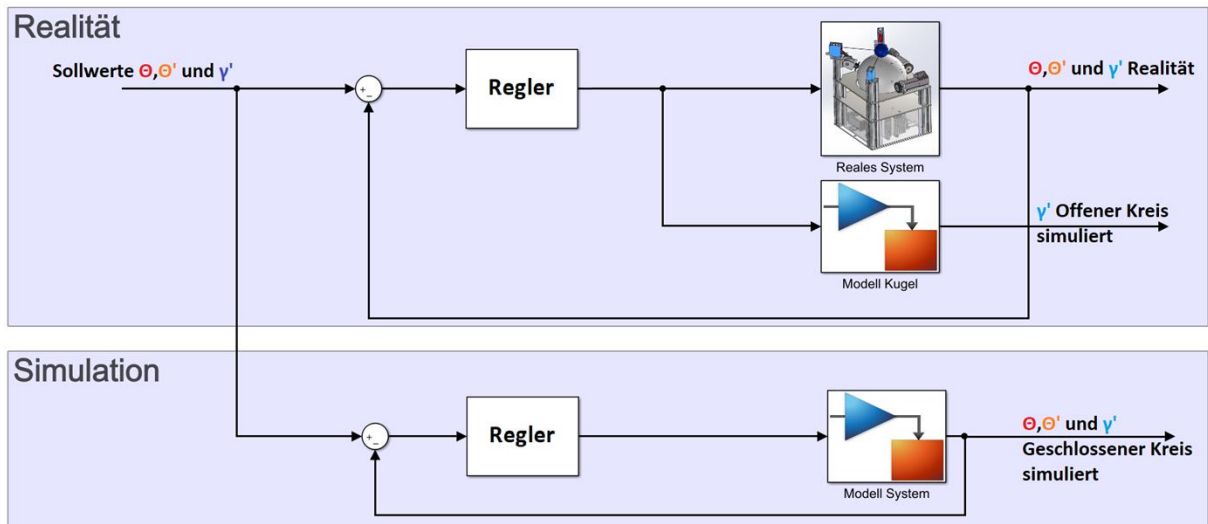 Realität
Sollwerte Θ,Θ' und γ'
+
−
Regler
Θ,Θ' und γ' Realität
Reales System
γ' Offener Kreis
simuliert
Modell Kugel
Simulation
+
−
Regler
Θ,Θ' und γ'
Geschlossener Kreis
simuliert
Modell System